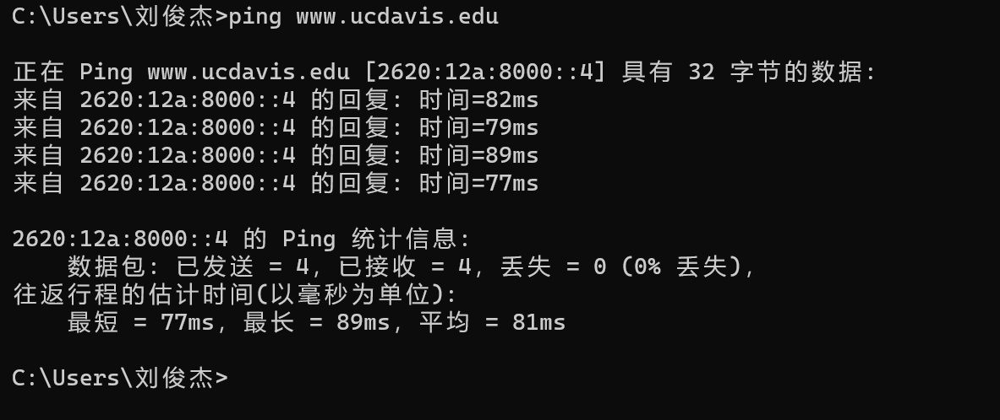 C:\Users\刘俊杰>ping www.ucdavis.edu
正在 Ping www.ucdavis.edu [2620:12a:8000::4] 具有 32 字节的数据:
来自 2620:12a:8000::4 的回复: 时间=82ms
来自 2620:12a:8000::4 的回复: 时间=79ms
来自 2620:12a:8000::4 的回复: 时间=89ms
来自 2620:12a:8000::4 的回复: 时间=77ms
2620:12a:8000::4 的 Ping 统计信息:
    数据包: 已发送 = 4，已接收 = 4，丢失 = 0 (0% 丢失)，
往返行程的估计时间(以毫秒为单位):
    最短 = 77ms，最长 = 89ms，平均 = 81ms
C:\Users\刘俊杰>